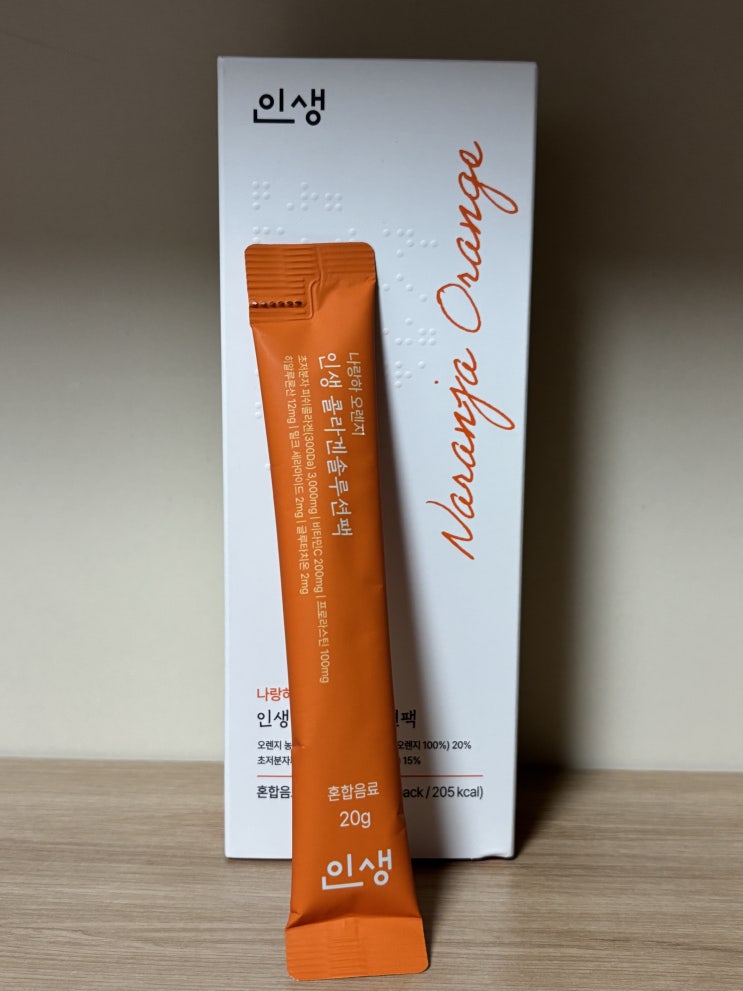 인생
Naranja Orange
나랑하 오렌지
인생 콜라겐솔루션팩
초저분자 피쉬콜라겐(300Da) 3,000mg | 비타민C 200mg | 프로라스틴 100mg
히알루론산 12mg | 밀크 세라마이드 2mg | 글루타치온 2mg
혼합음료
20g
인생
나랑하
인생 팩
오렌지 오렌지 100%) 20%
초저분자 15%
혼합음 / 205 kcal)